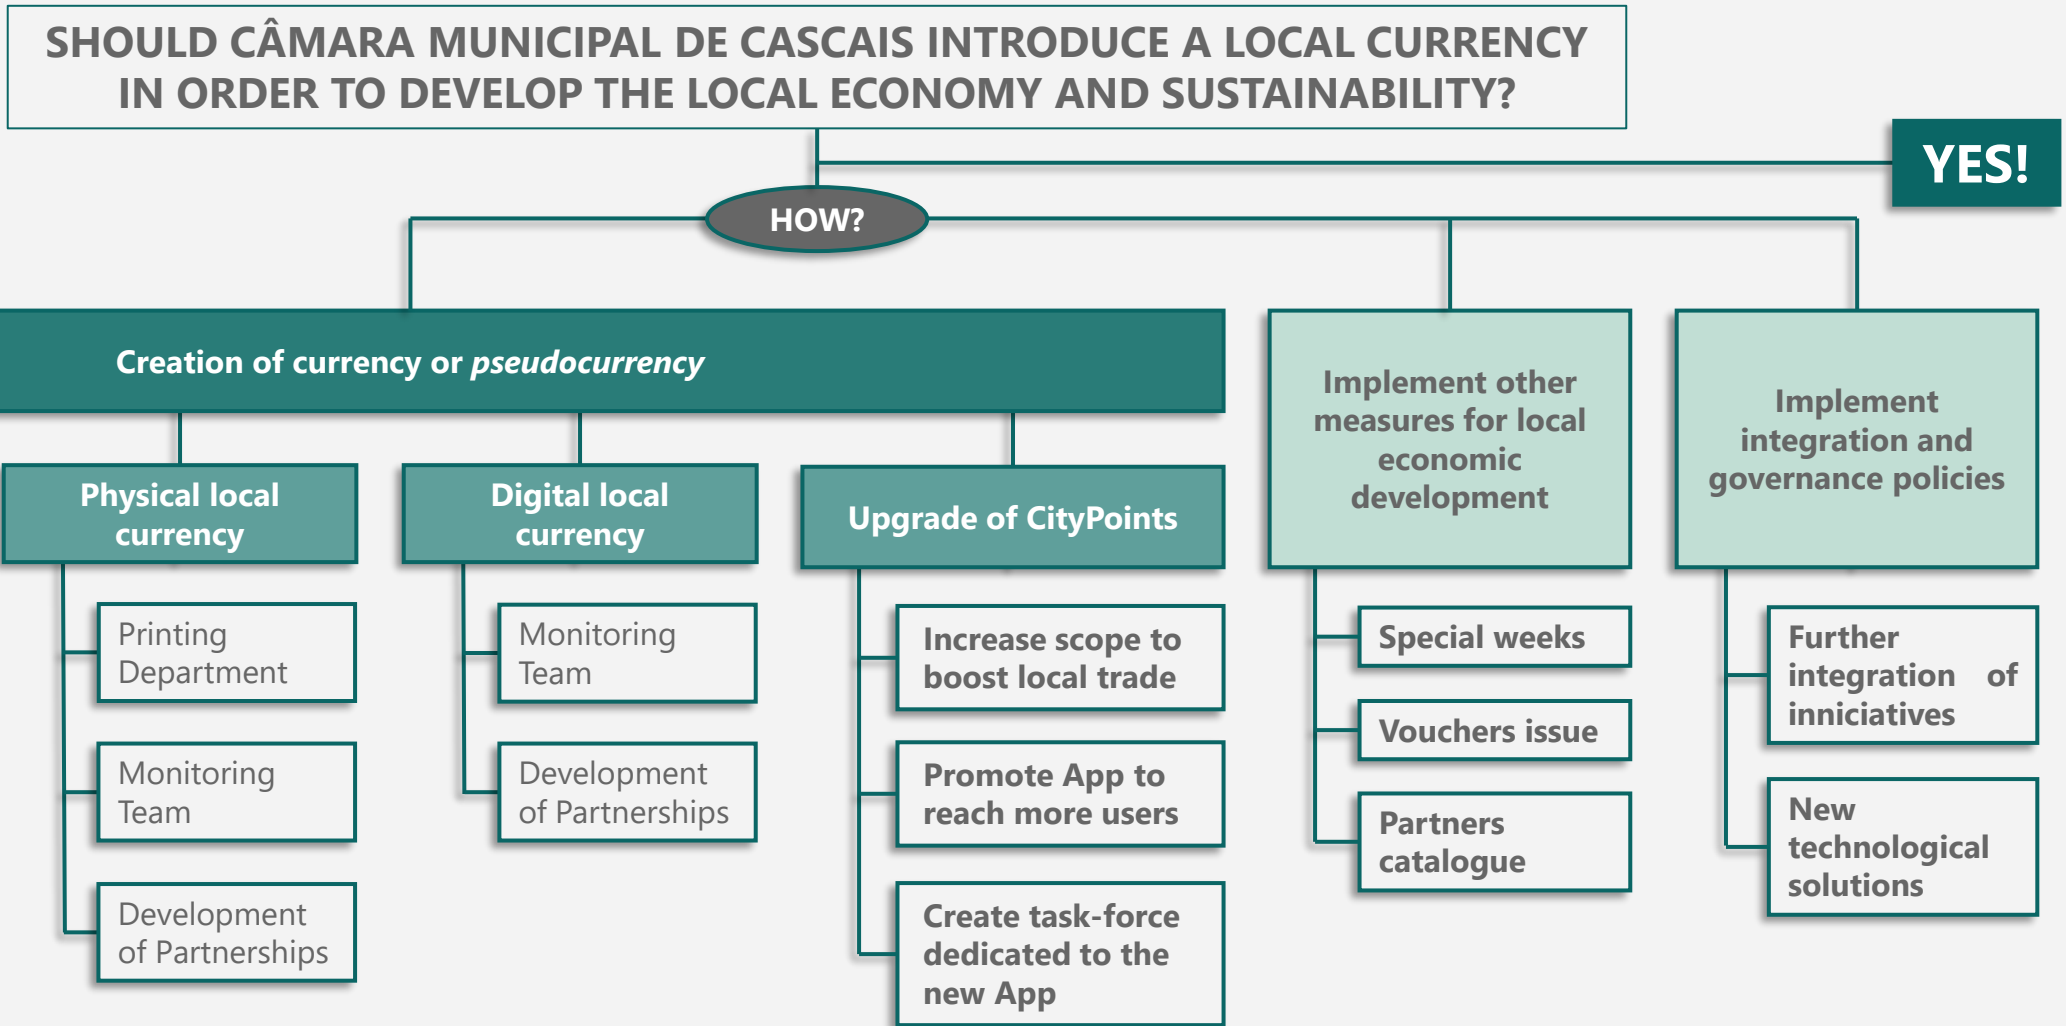 SHOULD CÂMARA MUNICIPAL DE CASCAIS INTRODUCE A LOCAL CURRENCY
IN ORDER TO DEVELOP THE LOCAL ECONOMY AND SUSTAINABILITY?
YES!
HOW?
Creation of currency or pseudocurrency
Physical local
currency
Printing
Department
Monitoring
Team
Development
of Partnerships
Digital local
currency
Monitoring
Team
Development
of Partnerships
Upgrade of CityPoints
Increase scope to
boost local trade
Promote App to
reach more users
Create task-force
dedicated to the
new App
Implement other
measures for local
economic
development
Special weeks
Vouchers issue
Partners
catalogue
Implement
integration and
governance policies
Further
integration of
inniciatives
New
technological
solutions